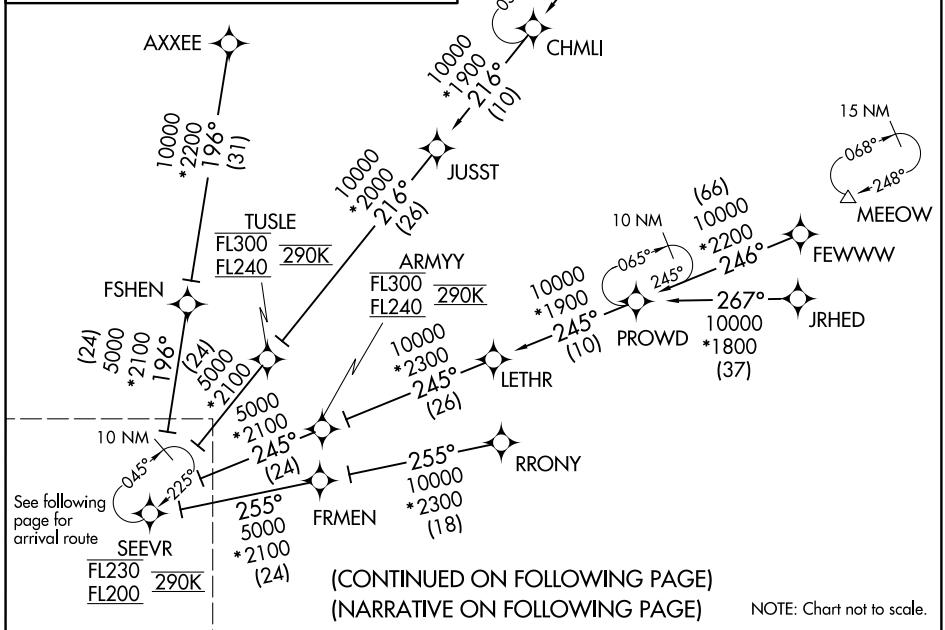 AXXEE
CHMLI
10000
*1900
216°
(10)
15 NM
068°
248°
MEEOW
10000
*2200
196°
(31)
JUSST
10000
*2000
216°
(26)
(66)
10000
*2200
246°
FEWWW
TUSLE
FL300
FL240
290K
10 NM
065°
245°
ARMYY
FL300
FL240
290K
FSHEN
10000
*1900
245°
(10)
PROWD
267°
10000
*1800
(37)
JRHED
(24)
5000
*2100
196°
(24)
5000
*2100
10000
*2300
245°
(26)
LETHR
5000
*2100
245°
(24)
10 NM
045°
225°
RRONY
255°
10000
*2300
(18)
FRMEN
255°
5000
*2100
(24)
See following
page for
arrival route
SEEVR
FL230
FL200
290K
(CONTINUED ON FOLLOWING PAGE)
(NARRATIVE ON FOLLOWING PAGE)
NOTE: Chart not to scale.